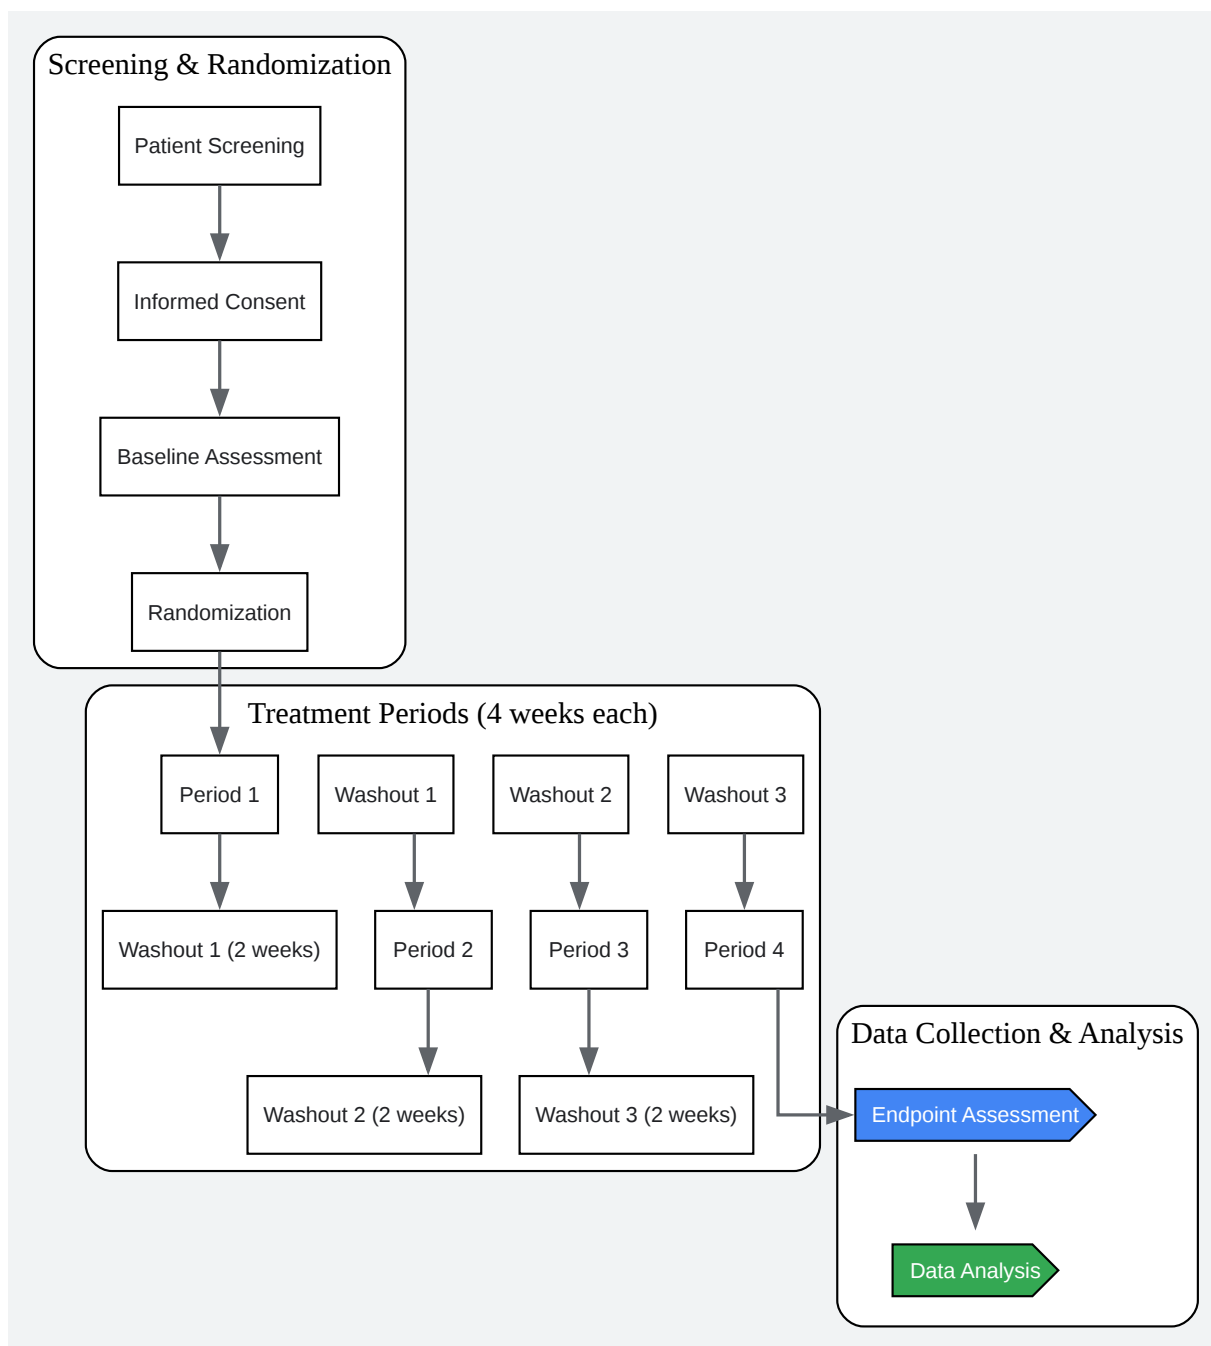 Screening & Randomization
Patient Screening
Informed Consent
Baseline Assessment
Randomization
Treatment Periods (4 weeks each)
Period 1
Washout 1
Washout 2
Washout 3
Washout 1 (2 weeks)
Period 2
Period 3
Period 4
Washout 2 (2 weeks)
Washout 3 (2 weeks)
Data Collection & Analysis
Endpoint Assessment
Data Analysis